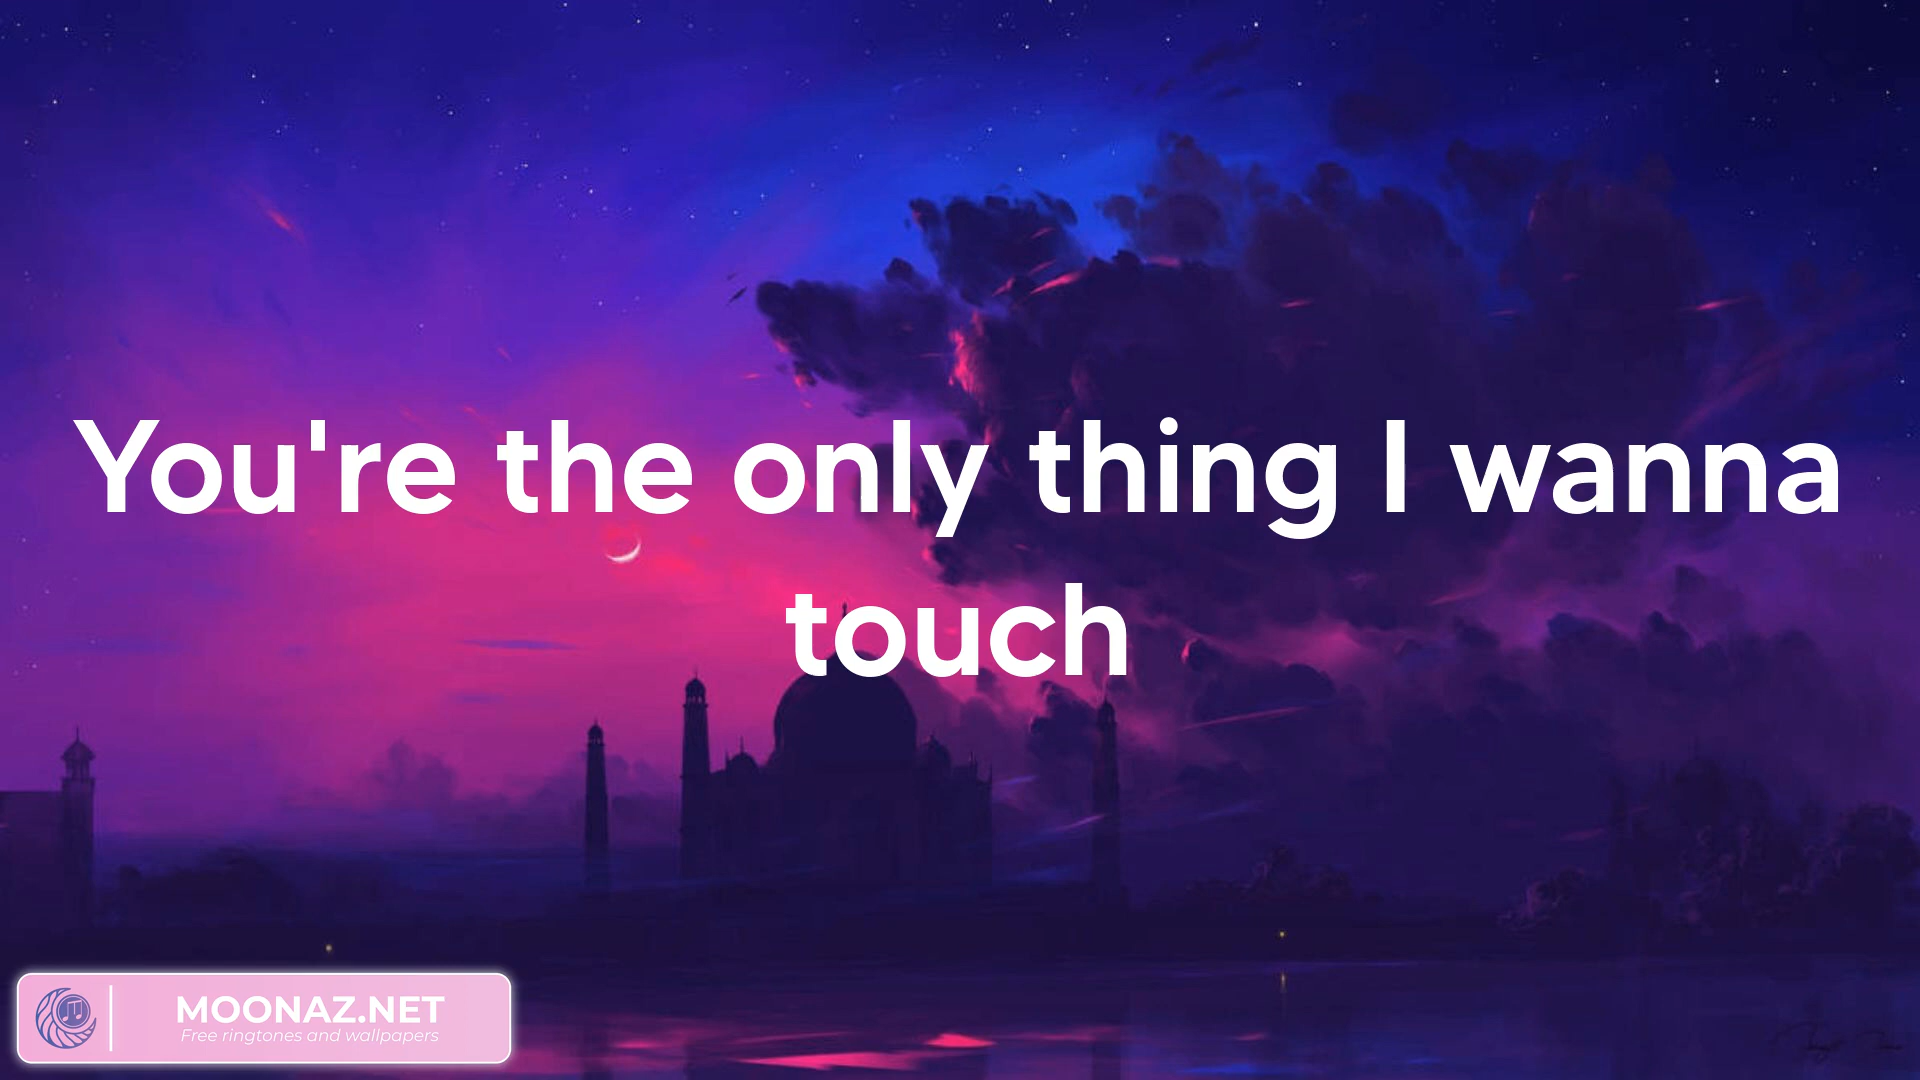 You're the only thing I wanna
touch
MOONAZ.NET
Free ringtones and wallpapers